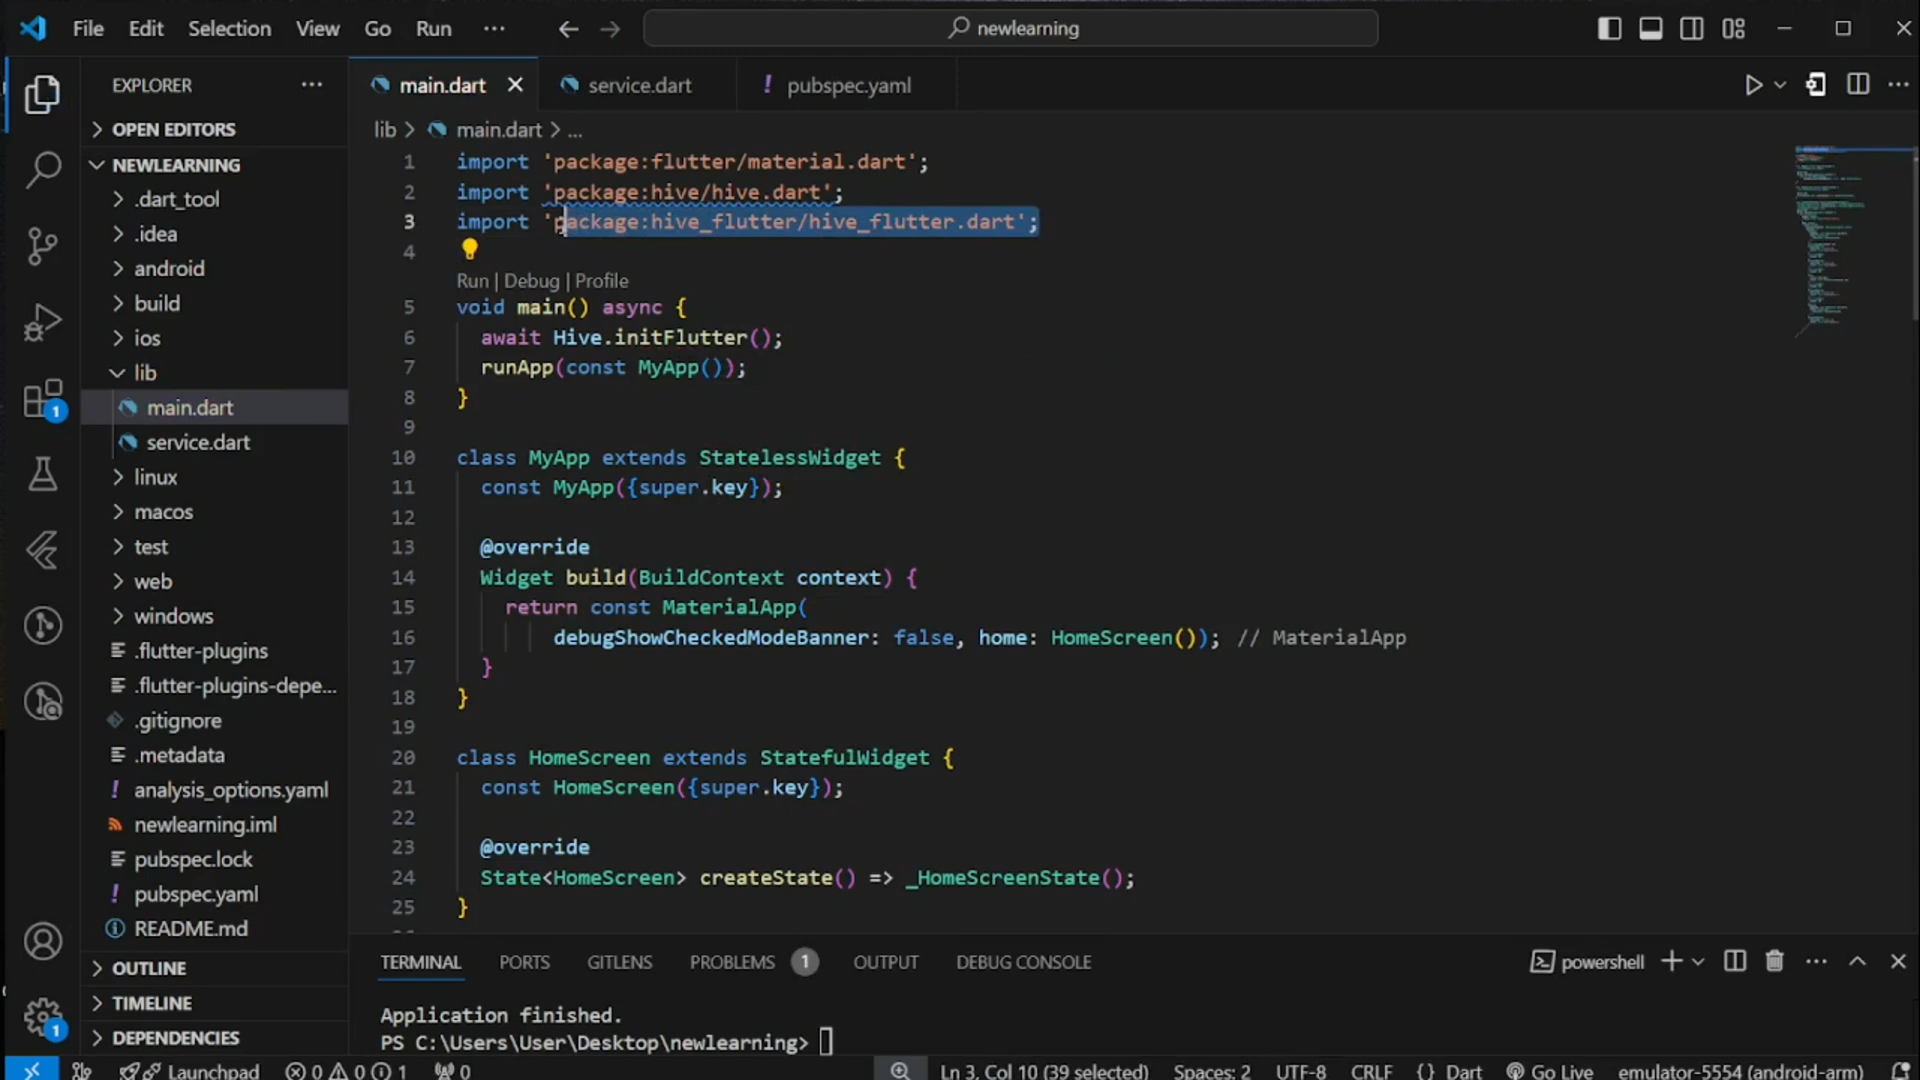 File Edit Selection View Go Run ... newlearning
EXPLORER ...
OPEN EDITORS
NEWLEARNING
.dart_tool
.idea
android
build
ios
lib
main.dart
service.dart
linux
macos
test
web
windows
.flutter-plugins
.flutter-plugins-depe...
.gitignore
.metadata
analysis_options.yaml
newlearning.iml
pubspec.lock
pubspec.yaml
README.md
OUTLINE
TIMELINE
DEPENDENCIES
1
1
main.dart service.dart ! pubspec.yaml
lib > main.dart > ...
1 import 'package:flutter/material.dart';
2 import 'package:hive/hive.dart';
3 import 'package:hive_flutter/hive_flutter.dart';
4
Run | Debug | Profile
5 void main() async {
6 await Hive.initFlutter();
7 runApp(const MyApp());
8 }
9
10 class MyApp extends StatelessWidget {
11 const MyApp({super.key});
12
13 @override
14 Widget build(BuildContext context) {
15 return const MaterialApp(
16 debugShowCheckedModeBanner: false, home: HomeScreen()); // MaterialApp
17 }
18 }
19
20 class HomeScreen extends StatefulWidget {
21 const HomeScreen({super.key});
22
23 @override
24 State<HomeScreen> createState() => _HomeScreenState();
25 }
TERMINAL PORTS GITLENS PROBLEMS 1 OUTPUT DEBUG CONSOLE powershell
Application finished.
PS C:\Users\User\Desktop\newlearning>
Launchpad 0 0 1 0 Ln 3, Col 10 (39 selected) Spaces: 2 UTF-8 CRLF {} Dart Go Live emulator-5554 (android-arm)